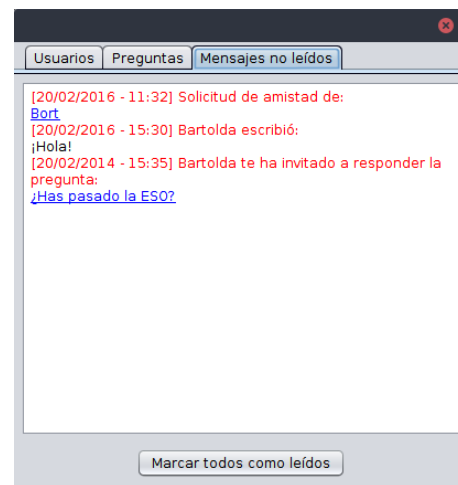 Usuarios Preguntas Mensajes no leídos
[20/02/2016 - 11:32] Solicitud de amistad de:
Bort
[20/02/2016 - 15:30] Bartolda escribió:
¡Hola!
[20/02/2014 - 15:35] Bartolda te ha invitado a responder la
pregunta:
¿Has pasado la ESO?
Marcar todos como leídos